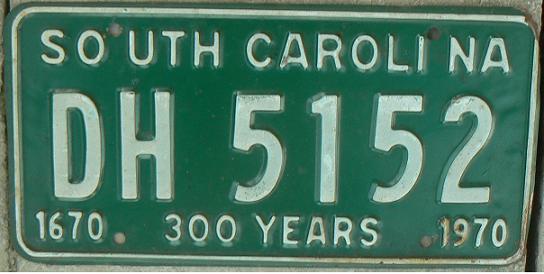 SOUTH CAROLINA
DH 5152
1670 300 YEARS 1970